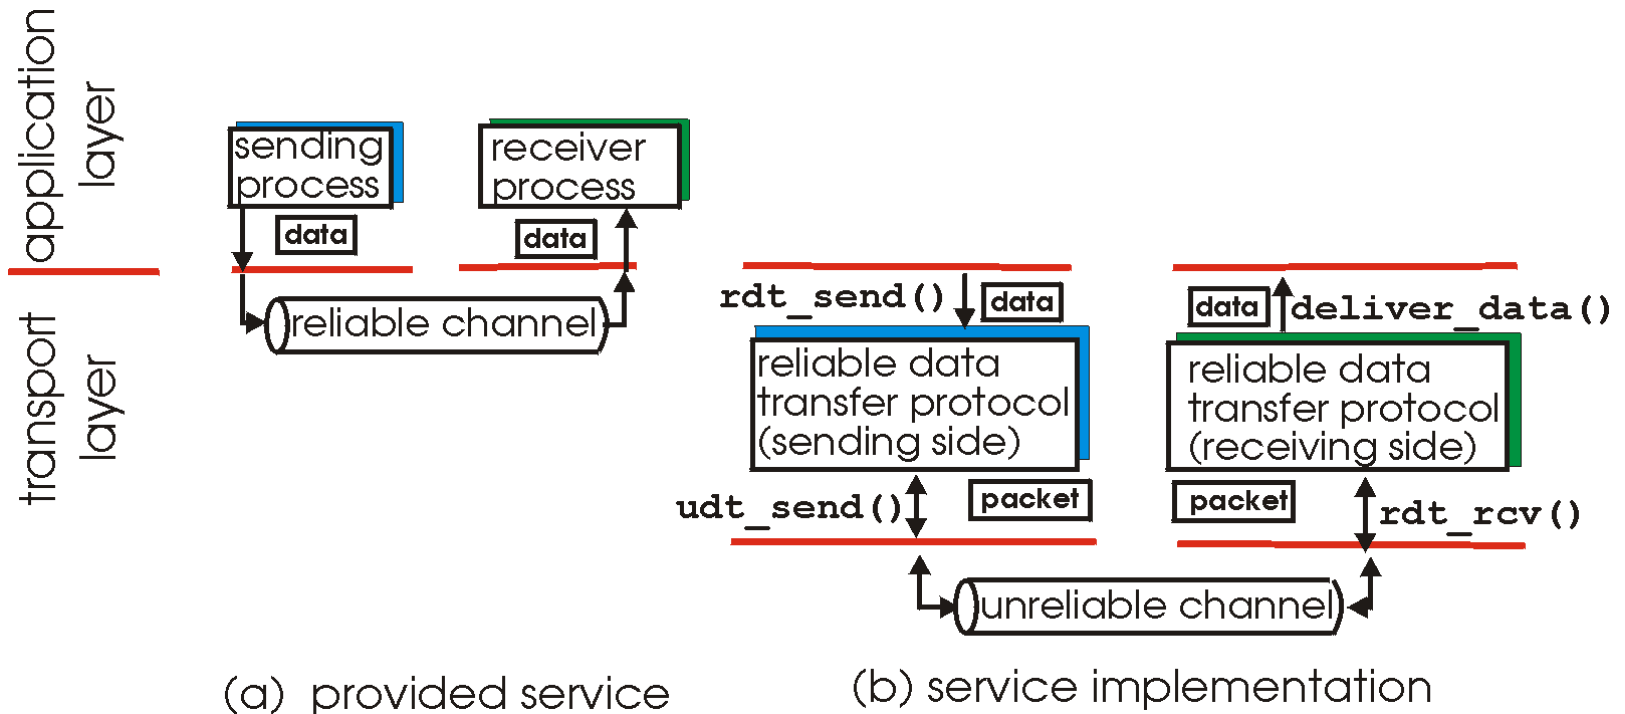 application
layer
transport
layer
sending
process
receiver
process
data
data
reliable channel
rdt_send()
data
data
deliver_data()
reliable data
transfer protocol
(sending side)
reliable data
transfer protocol
(receiving side)
udt_send()
packet
packet
rdt_rcv()
unreliable channel
(a) provided service
(b) service implementation